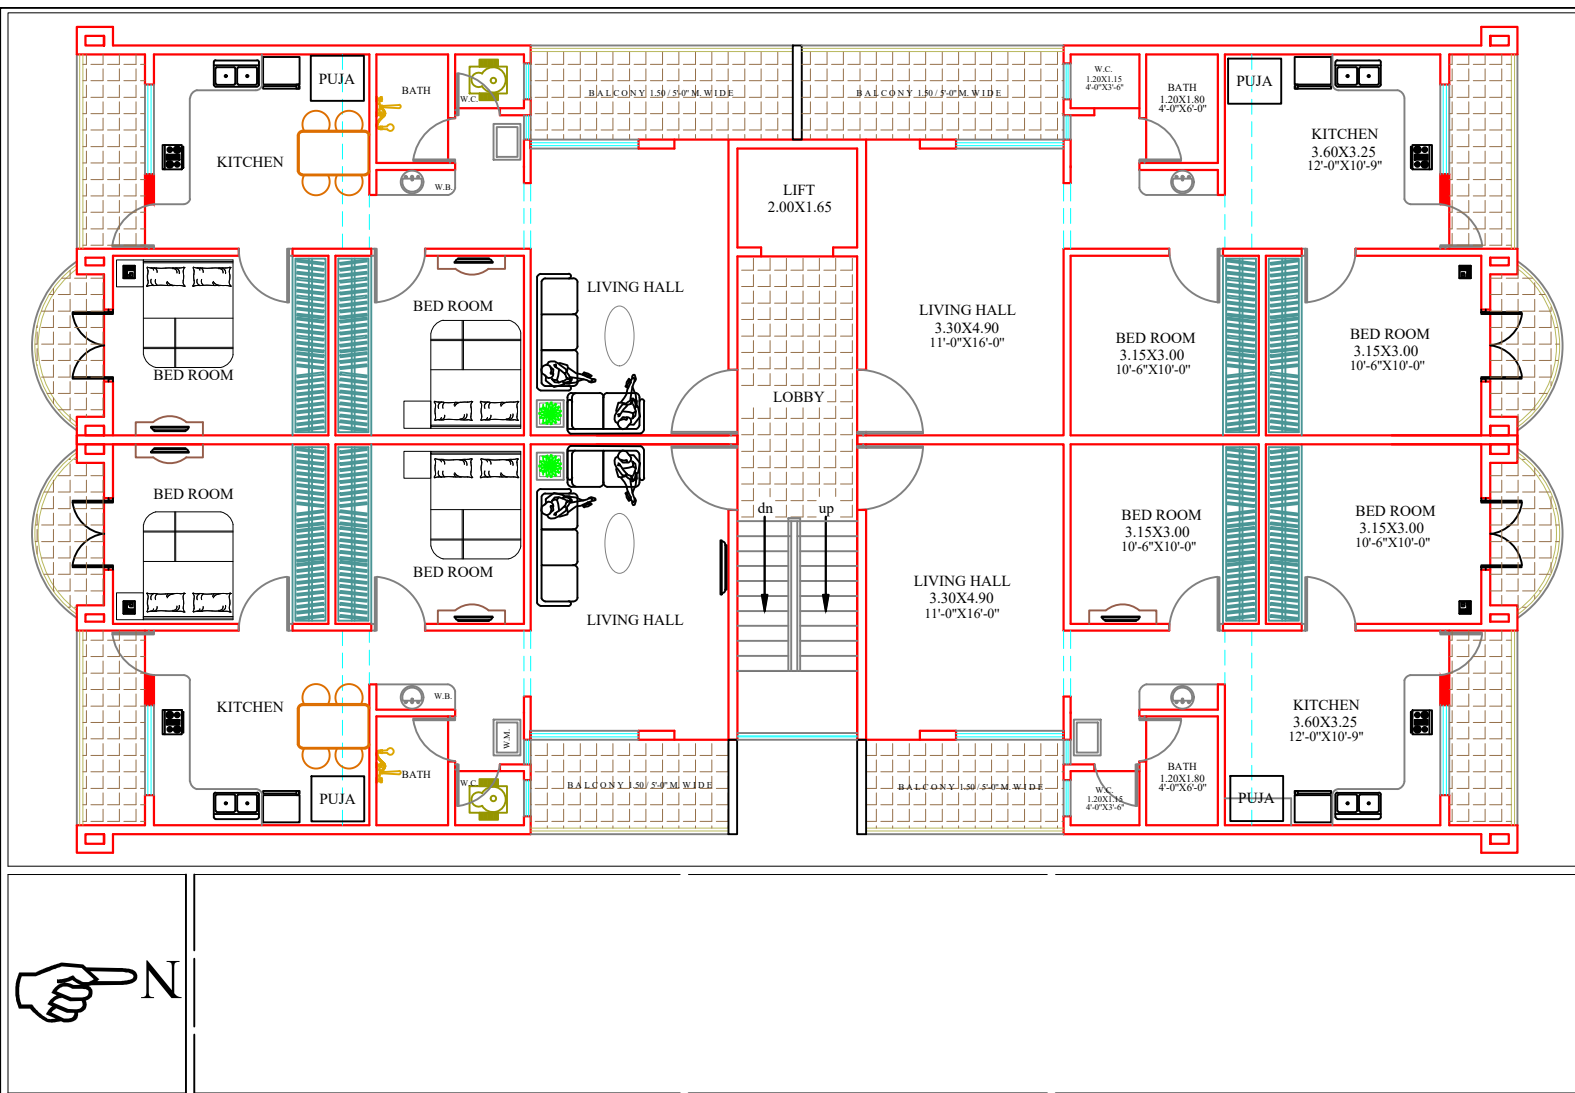 PUJA
BATH
W.C.
BALCONY 1.50 / 5'-0" M. WIDE
BALCONY 1.50 / 5'-0" M. WIDE
W.C.
1.20X1.15
4'-0"X3'-6"
BATH
1.20X1.80
4'-0"X6'-0"
PUJA
KITCHEN
KITCHEN
3.60X3.25
12'-0"X10'-9"
W.B.
LIFT
2.00X1.65
LIVING HALL
BED ROOM
BED ROOM
LIVING HALL
3.30X4.90
11'-0"X16'-0"
BED ROOM
3.15X3.00
10'-6"X10'-0"
BED ROOM
3.15X3.00
10'-6"X10'-0"
LOBBY
BED ROOM
BED ROOM
LIVING HALL
dn
up
LIVING HALL
3.30X4.90
11'-0"X16'-0"
BED ROOM
3.15X3.00
10'-6"X10'-0"
BED ROOM
3.15X3.00
10'-6"X10'-0"
KITCHEN
W.B.
W.M.
BATH
W.C.
PUJA
BALCONY 1.50 / 5'-0" M. WIDE
BALCONY 1.50 / 5'-0" M. WIDE
W.C.
1.20X1.15
4'-0"X3'-6"
BATH
1.20X1.80
4'-0"X6'-0"
PUJA
KITCHEN
3.60X3.25
12'-0"X10'-9"
N